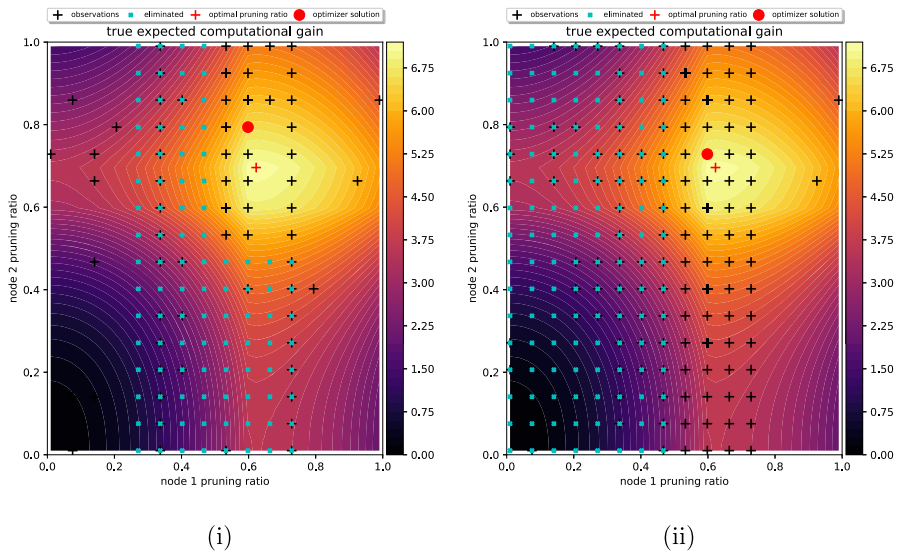 observations eliminated optimal pruning ratio optimizer solution
true expected computational gain
1.0
0.8
0.6
0.4
0.2
0.0
node 2 pruning ratio
0.0 0.2 0.4 0.6 0.8 1.0
node 1 pruning ratio
6.75
6.00
5.25
4.50
3.75
3.00
2.25
1.50
0.75
0.00
(i)
observations eliminated optimal pruning ratio optimizer solution
true expected computational gain
1.0
0.8
0.6
0.4
0.2
0.0
node 2 pruning ratio
0.0 0.2 0.4 0.6 0.8 1.0
node 1 pruning ratio
6.75
6.00
5.25
4.50
3.75
3.00
2.25
1.50
0.75
0.00
(ii)